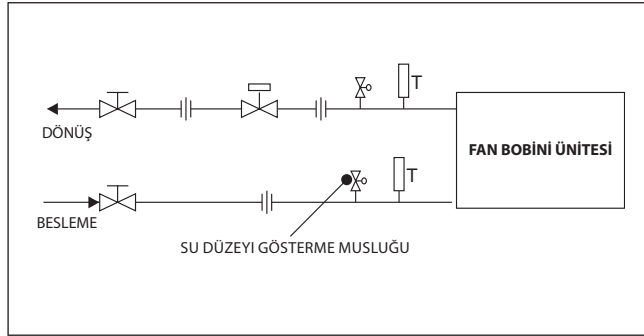 T
DÖNÜŞ
FAN BOBİNİ ÜNİTESİ
T
BESLEME
SU DÜZEYI GÖSTERME MUSLUĞU